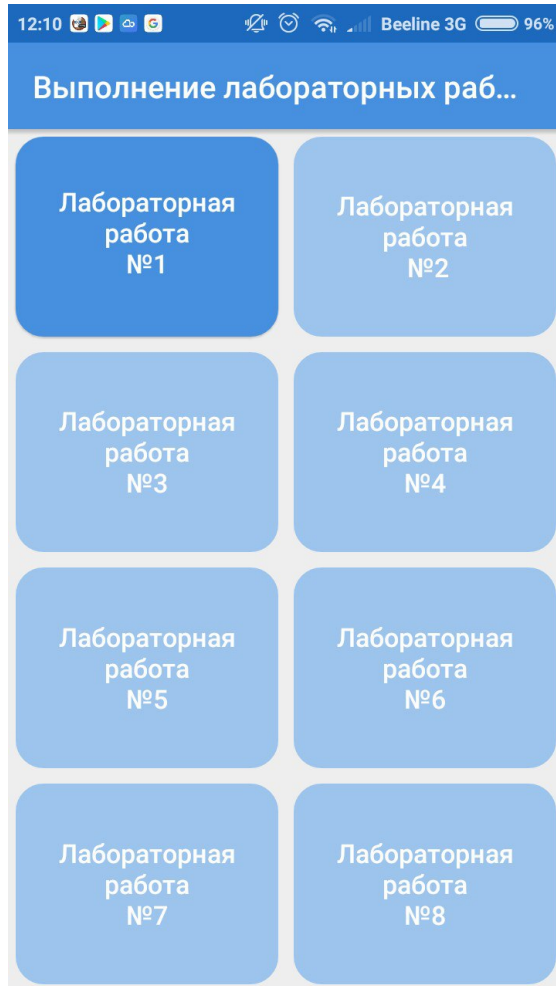 12:10 Beeline 3G 96%
Выполнение лабораторных раб...
Лабораторная
работа
№1
Лабораторная
работа
№2
Лабораторная
работа
№3
Лабораторная
работа
№4
Лабораторная
работа
№5
Лабораторная
работа
№6
Лабораторная
работа
№7
Лабораторная
работа
№8